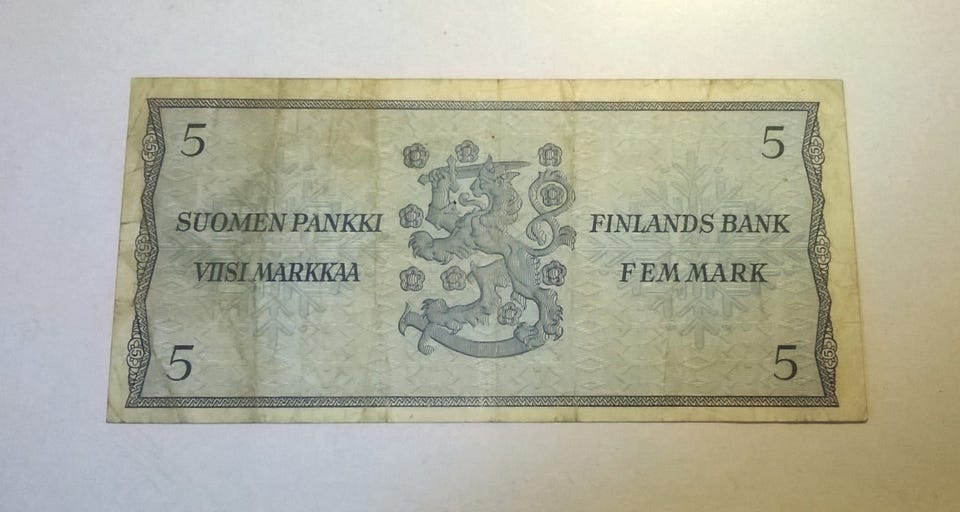 5
5
SUOMEN PANKKI
FINLANDS BANK
VIISI MARKKAA
FEM MARK
5
5